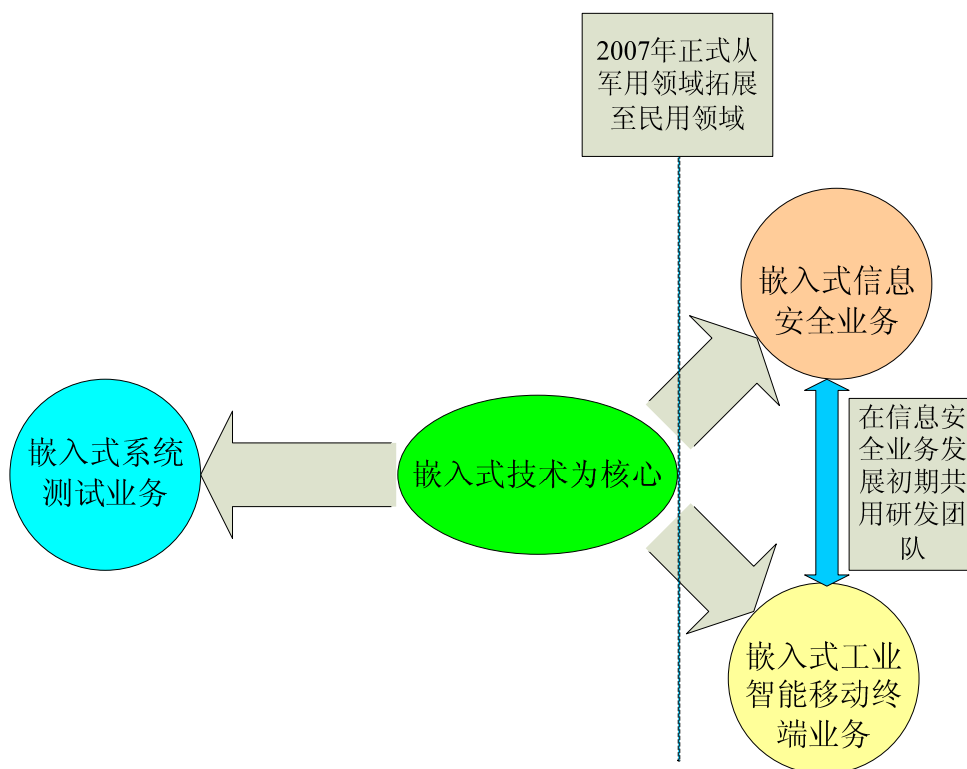 2007年正式从
军用领域拓展
至民用领域
嵌入式信息
安全业务
嵌入式系统
测试业务
嵌入式技术为核心
在信息安
全业务发
展初期共
用研发团
队
嵌入式工业
智能移动终
端业务